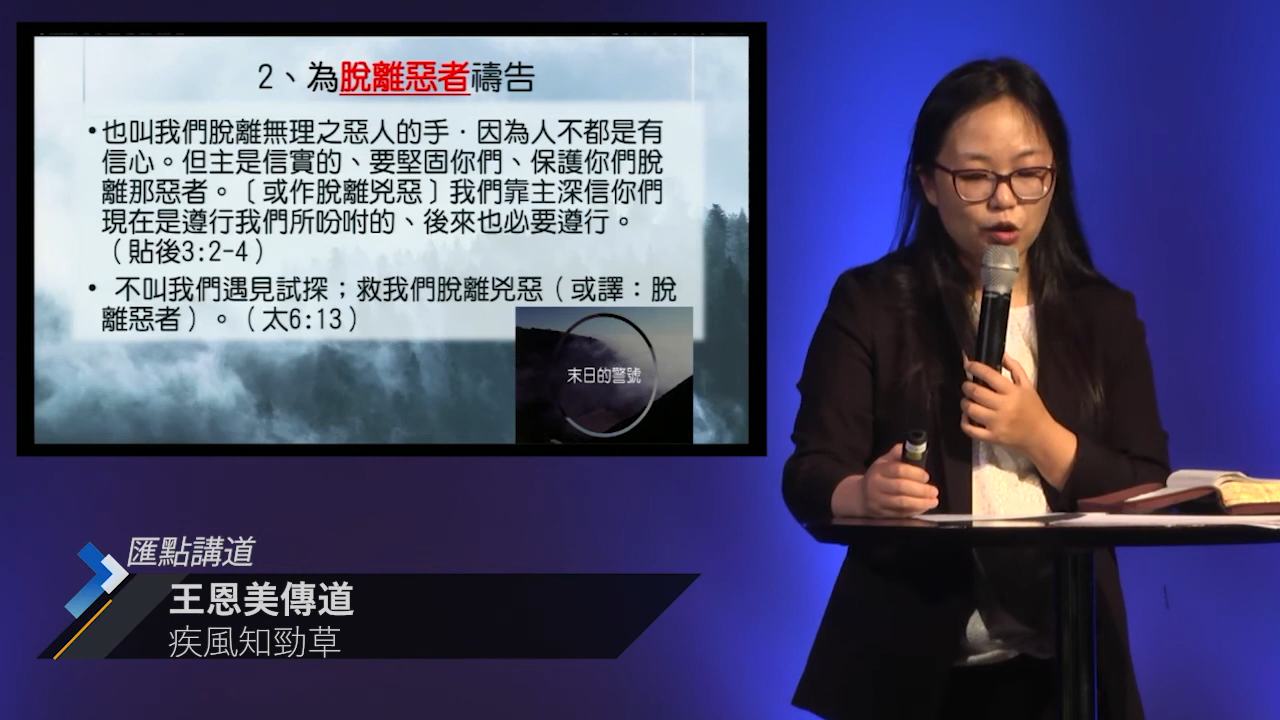 2、為脫離惡者禱告
•也叫我們脫離無理之惡人的手．因為人不都是有
信心。但主是信實的、要堅固你們、保護你們脫
離那惡者。〔或作脫離兇惡〕我們靠主深信你們
現在是遵行我們所吩咐的、後來也必要遵行。
（貼後3:2-4）
• 不叫我們遇見試探；救我們脫離兇惡（或譯：脫
離惡者）。（太6:13）
末日的警號
匯點講道
王恩美傳道
疾風知勁草